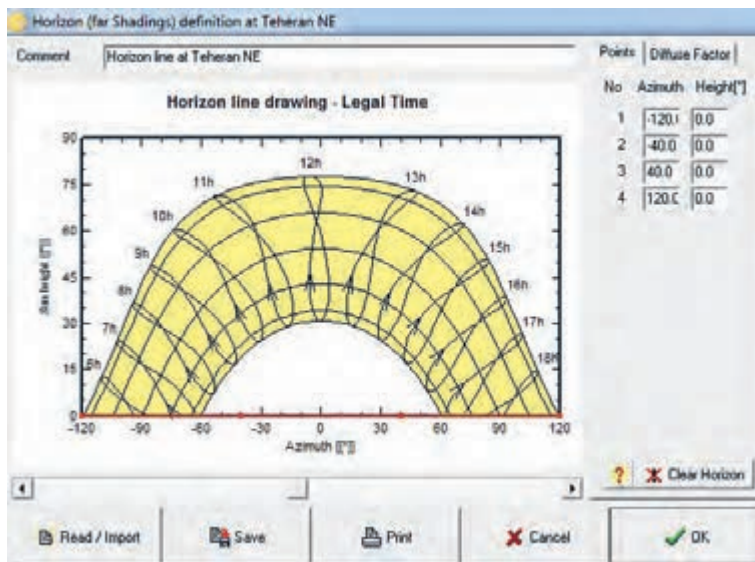 Horizon (far Shadings) definition at Teheran NE
Comment Horizon line at Teheran NE
Points Diffuse Factor
No Azimuth Height[°]
1 -120.0 0.0
2 -40.0 0.0
3 40.0 0.0
4 120.0 0.0
Horizon line drawing - Legal Time
90
75
60
45
30
15
0
Sun height [[°]]
5h
6h
7h
8h
9h
10h
11h
12h
13h
14h
15h
16h
17h
18h
-120 -90 -60 -30 0 30 60 90 120
Azimuth [[°]]
? Clear Horizon
Read / Import Save Print Cancel OK